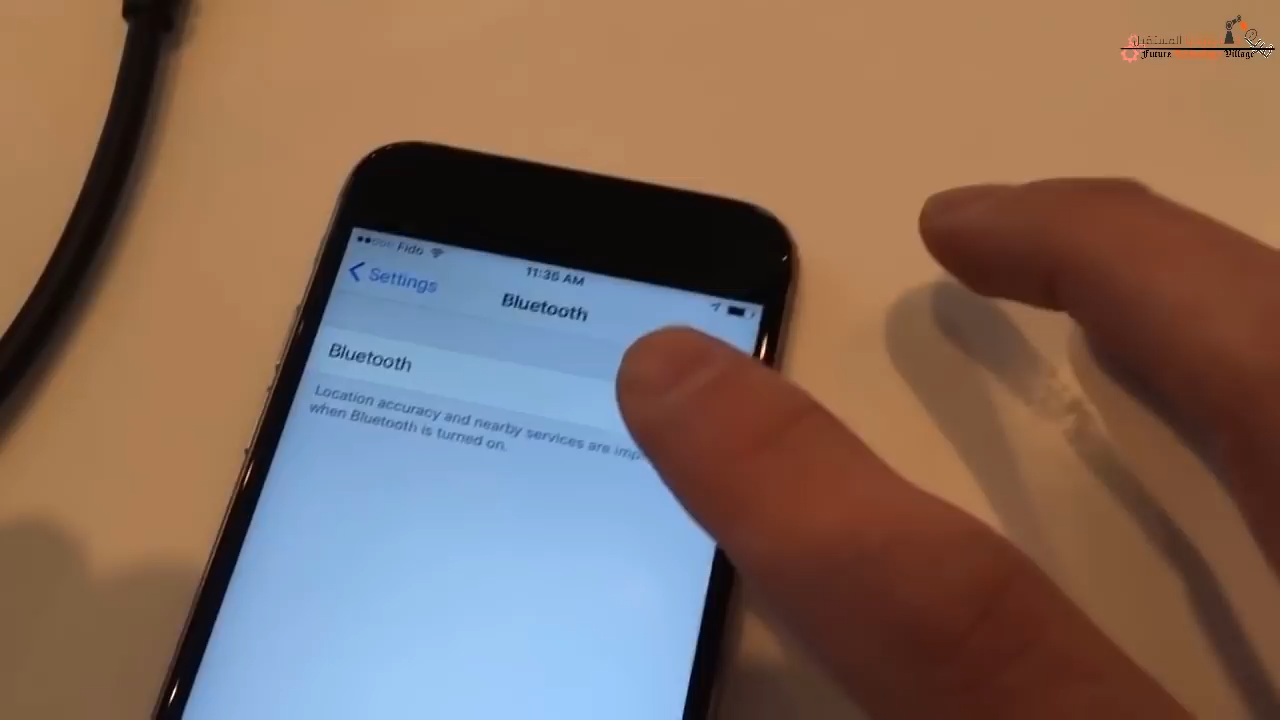 المستقبل
Future Village
Fido
11:35 AM
Settings
Bluetooth
Bluetooth
Location accuracy and nearby services are imp
when Bluetooth is turned on.